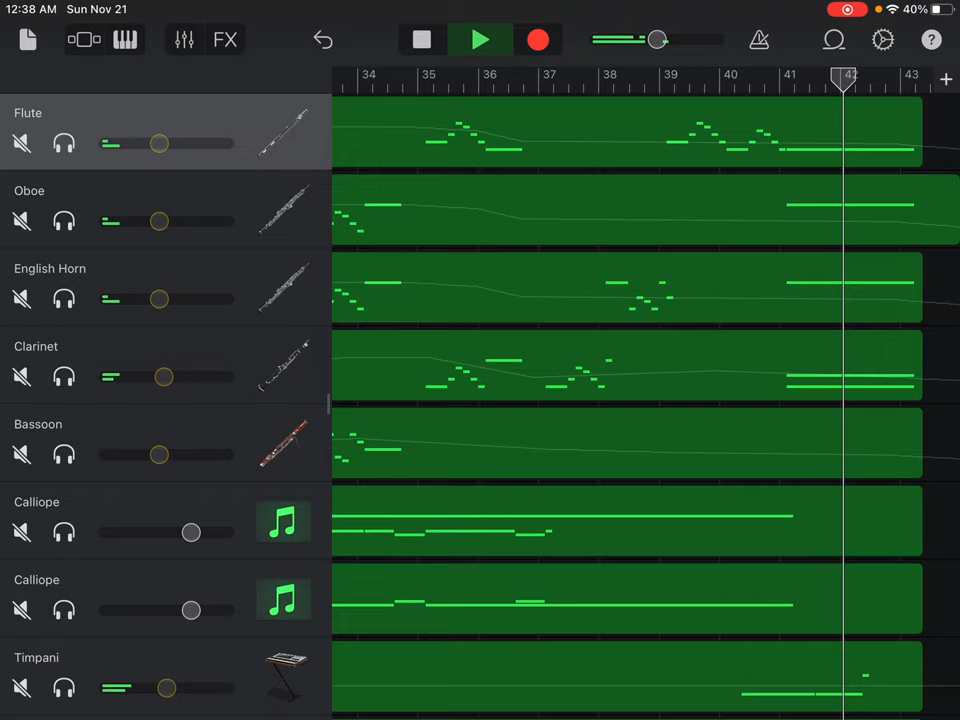 12:38 AM Sun Nov 21 40%
FX ?
34 35 36 37 38 39 40 41 42 43 +
Flute
Oboe
English Horn
Clarinet
Bassoon
Calliope
Calliope
Timpani